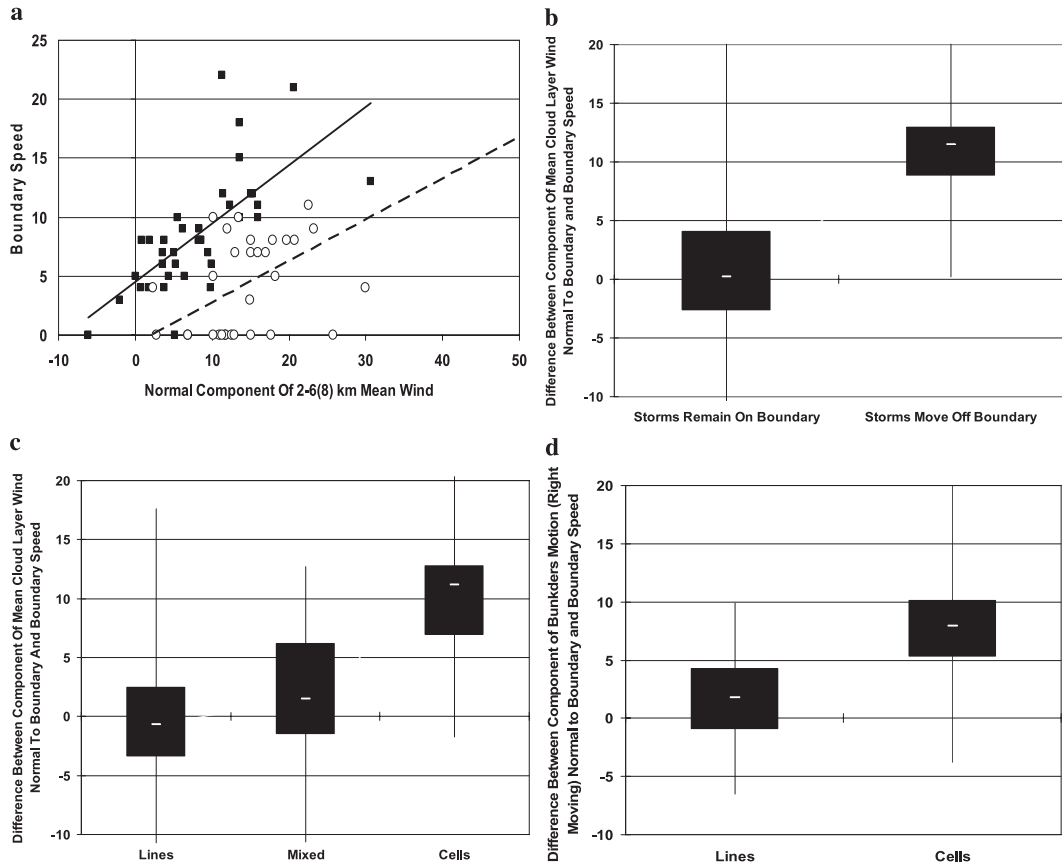 a
25
20
15
10
5
0
-10
0
10
20
30
40
50
Boundary Speed
Normal Component Of 2-6(8) km Mean Wind
b
20
15
10
5
0
-5
-10
Difference Between Component Of Mean Cloud Layer Wind
Normal To Boundary and Boundary Speed
Storms Remain On Boundary
Storms Move Off Boundary
c
20
15
10
5
0
-5
-10
Difference Between Component Of Mean Cloud Layer Wind
Normal To Boundary And Boundary Speed
Lines
Mixed
Cells
d
20
15
10
5
0
-5
-10
Difference Between Component of Bunkders Motion (Right
Moving) Normal to Boundary and Boundary Speed
Lines
Cells